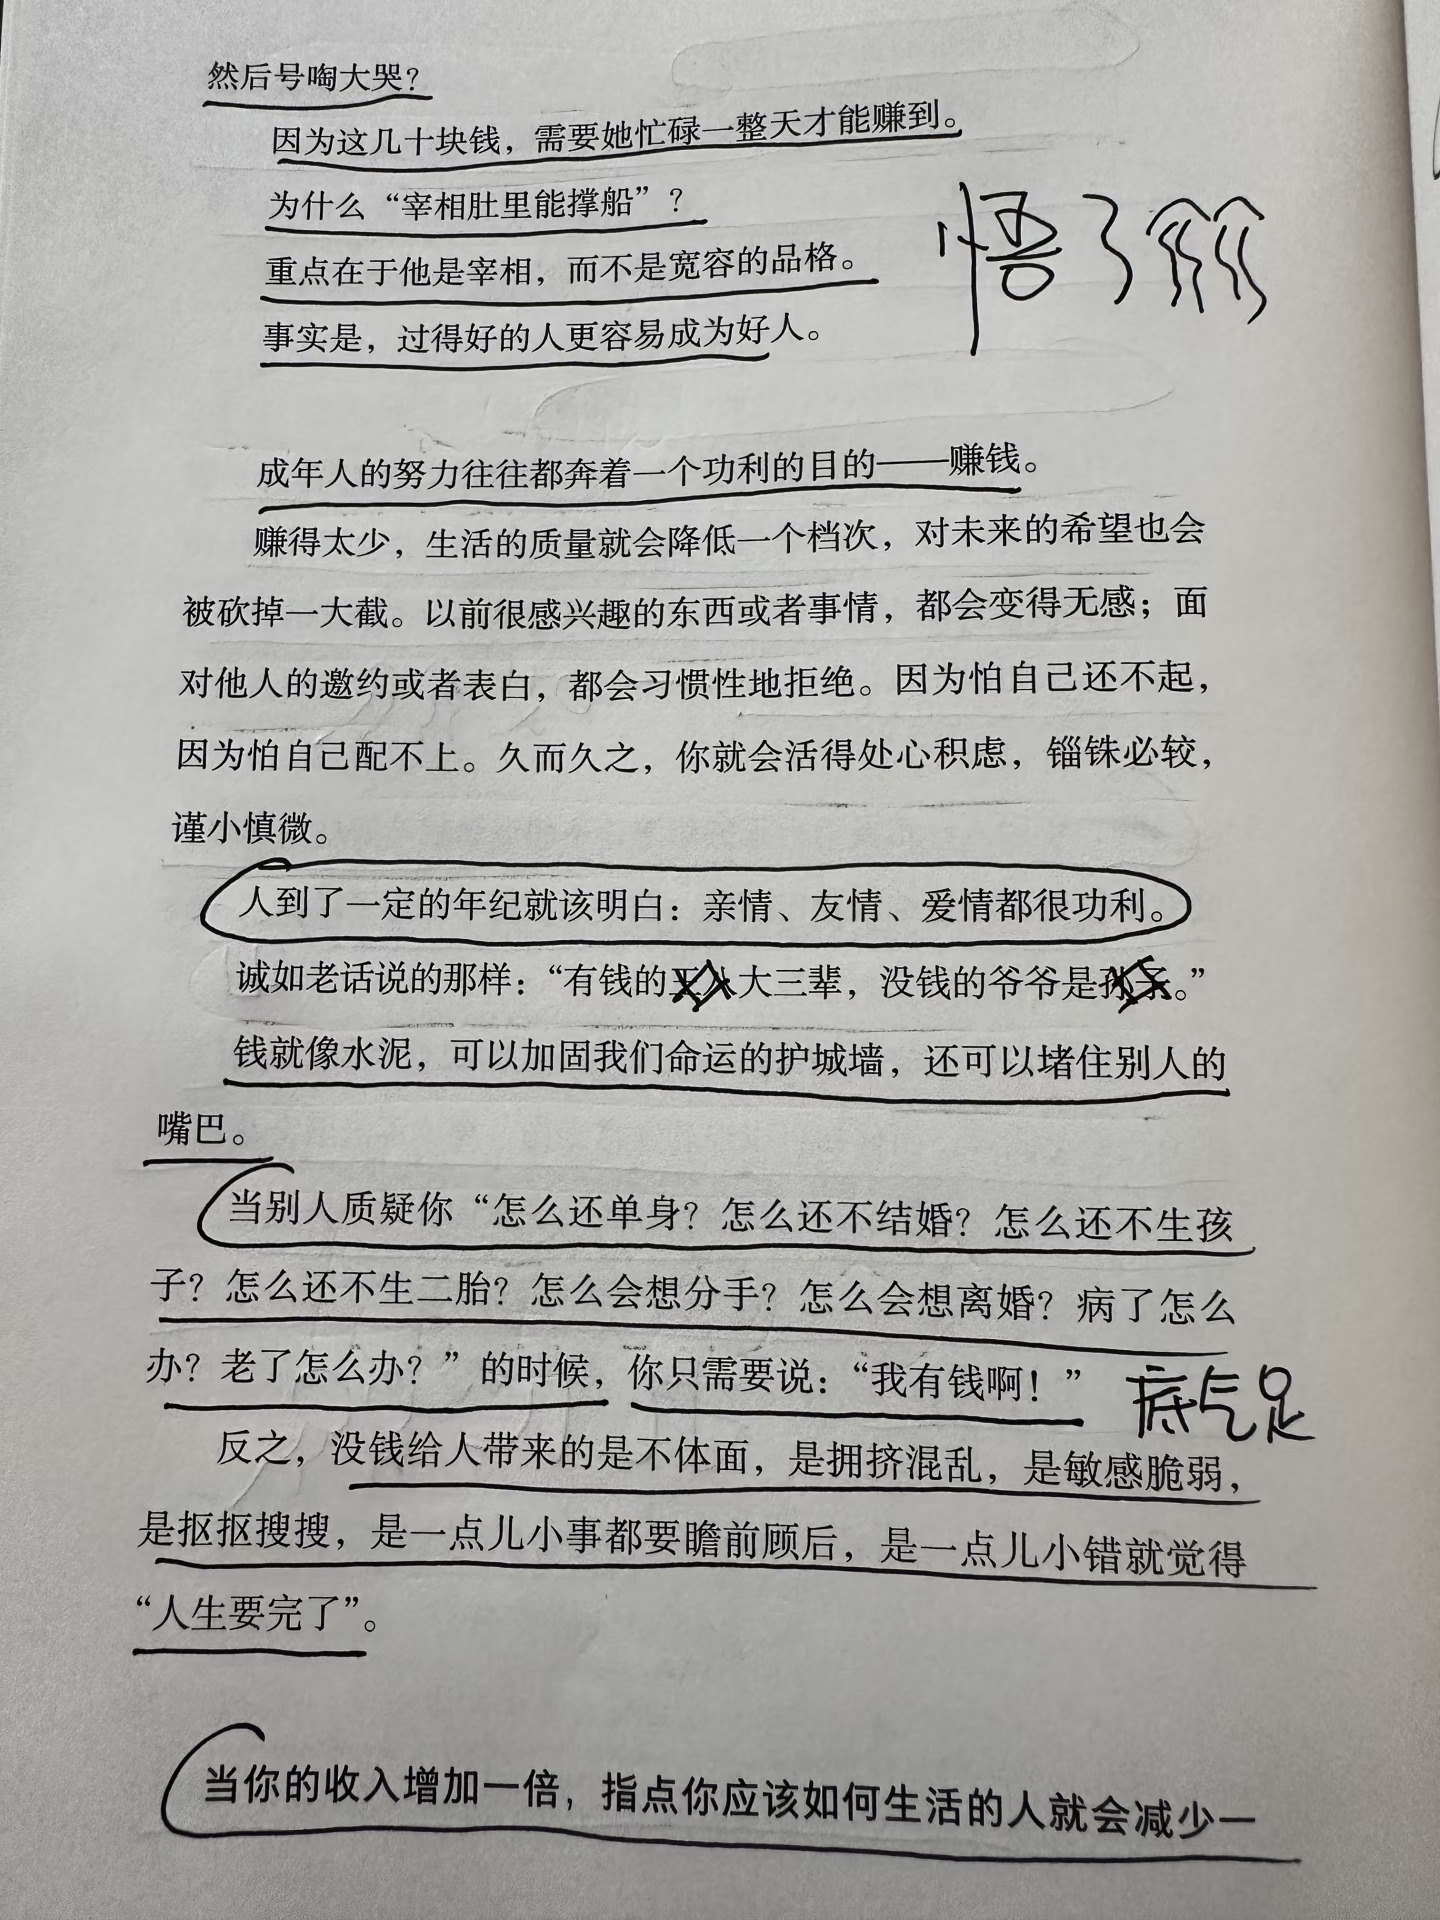 然后号啕大哭？
因为这几十块钱，需要她忙碌一整天才能赚到。
为什么“宰相肚里能撑船”？
重点在于他是宰相，而不是宽容的品格。
悟了
事实是，过得好的人更容易成为好人。
成年人的努力往往都奔着一个功利的目的——赚钱。
赚得太少，生活的质量就会降低一个档次，对未来的希望也会
被砍掉一大截。以前很感兴趣的东西或者事情，都会变得无感；面
对他人的邀约或者表白，都会习惯性地拒绝。因为怕自己还不起，
因为怕自己配不上。久而久之，你就会活得处心积虑，锱铢必较，
谨小慎微。
人到了一定的年纪就该明白：亲情、友情、爱情都很功利。
诚如老话说的那样：“有钱的大三辈，没钱的爷爷是。”
钱就像水泥，可以加固我们命运的护城墙，还可以堵住别人的
嘴巴。
当别人质疑你“怎么还单身？怎么还不结婚？怎么还不生孩
子？怎么还不生二胎？怎么会想分手？怎么会想离婚？病了怎么
办？老了怎么办？”的时候，你只需要说：“我有钱啊！”
底气足
反之，没钱给人带来的是不体面，是拥挤混乱，是敏感脆弱，
是抠抠搜搜，是一点儿小事都要瞻前顾后，是一点儿小错就觉得
“人生要完了”。
当你的收入增加一倍，指点你应该如何生活的人就会减少一